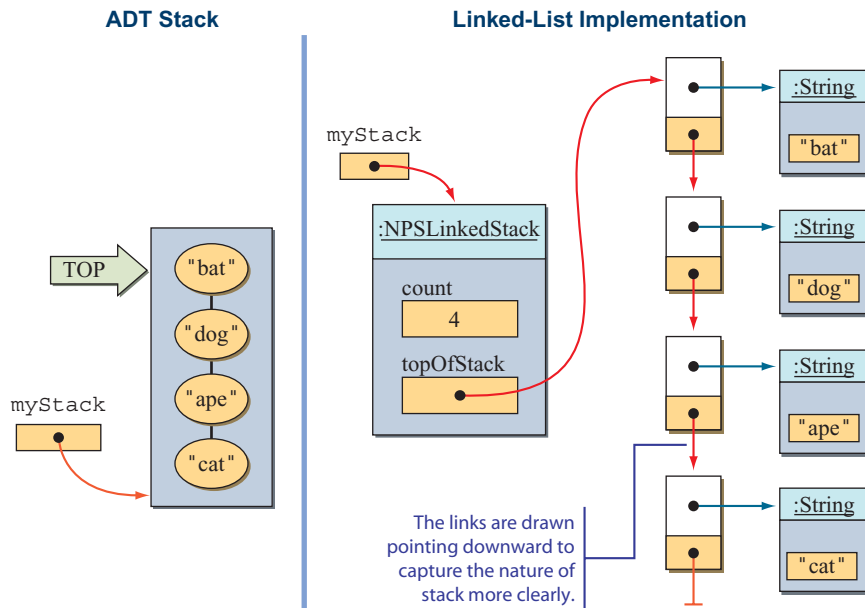 ADT Stack
TOP
"bat"
"dog"
"ape"
"cat"
myStack
Linked-List Implementation
myStack
:NPSLinkedStack
count
4
topOfStack
:String
"bat"
:String
"dog"
:String
"ape"
:String
"cat"
The links are drawn
pointing downward to
capture the nature of
stack more clearly.